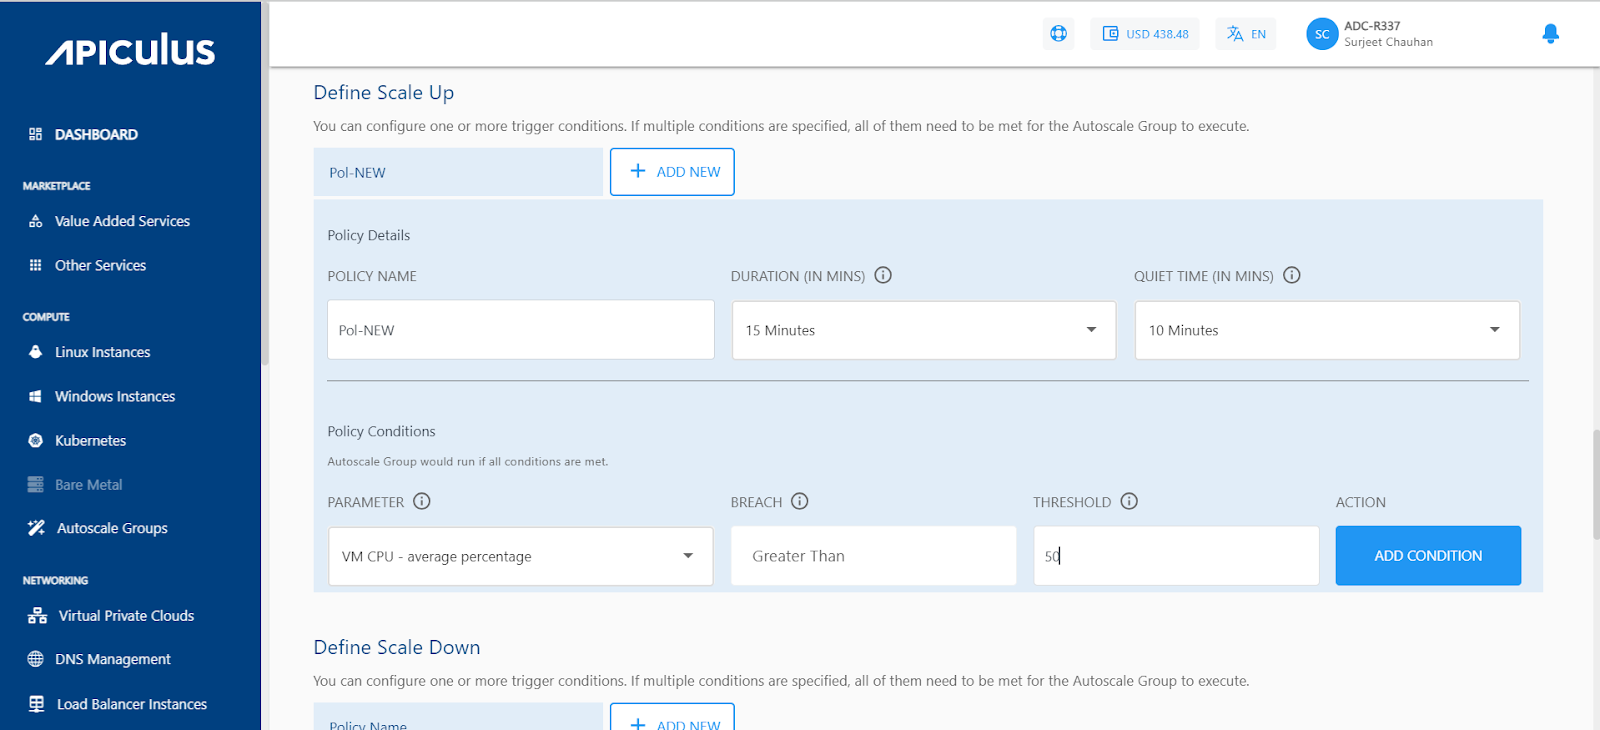 APICULUS
DASHBOARD
MARKETPLACE
Value Added Services
Other Services
COMPUTE
Linux Instances
Windows Instances
Kubernetes
Bare Metal
Autoscale Groups
NETWORKING
Virtual Private Clouds
DNS Management
Load Balancer Instances
USD 438.48
EN
SC
ADC-R337
Surjeet Chauhan
Define Scale Up
You can configure one or more trigger conditions. If multiple conditions are specified, all of them need to be met for the Autoscale Group to execute.
Pol-NEW
+ ADD NEW
Policy Details
POLICY NAME
DURATION (IN MINS)
QUIET TIME (IN MINS)
Pol-NEW
15 Minutes
10 Minutes
Policy Conditions
Autoscale Group would run if all conditions are met.
PARAMETER
BREACH
THRESHOLD
ACTION
VM CPU - average percentage
Greater Than
50
ADD CONDITION
Define Scale Down
You can configure one or more trigger conditions. If multiple conditions are specified, all of them need to be met for the Autoscale Group to execute.
Policy Name
+ ADD NEW